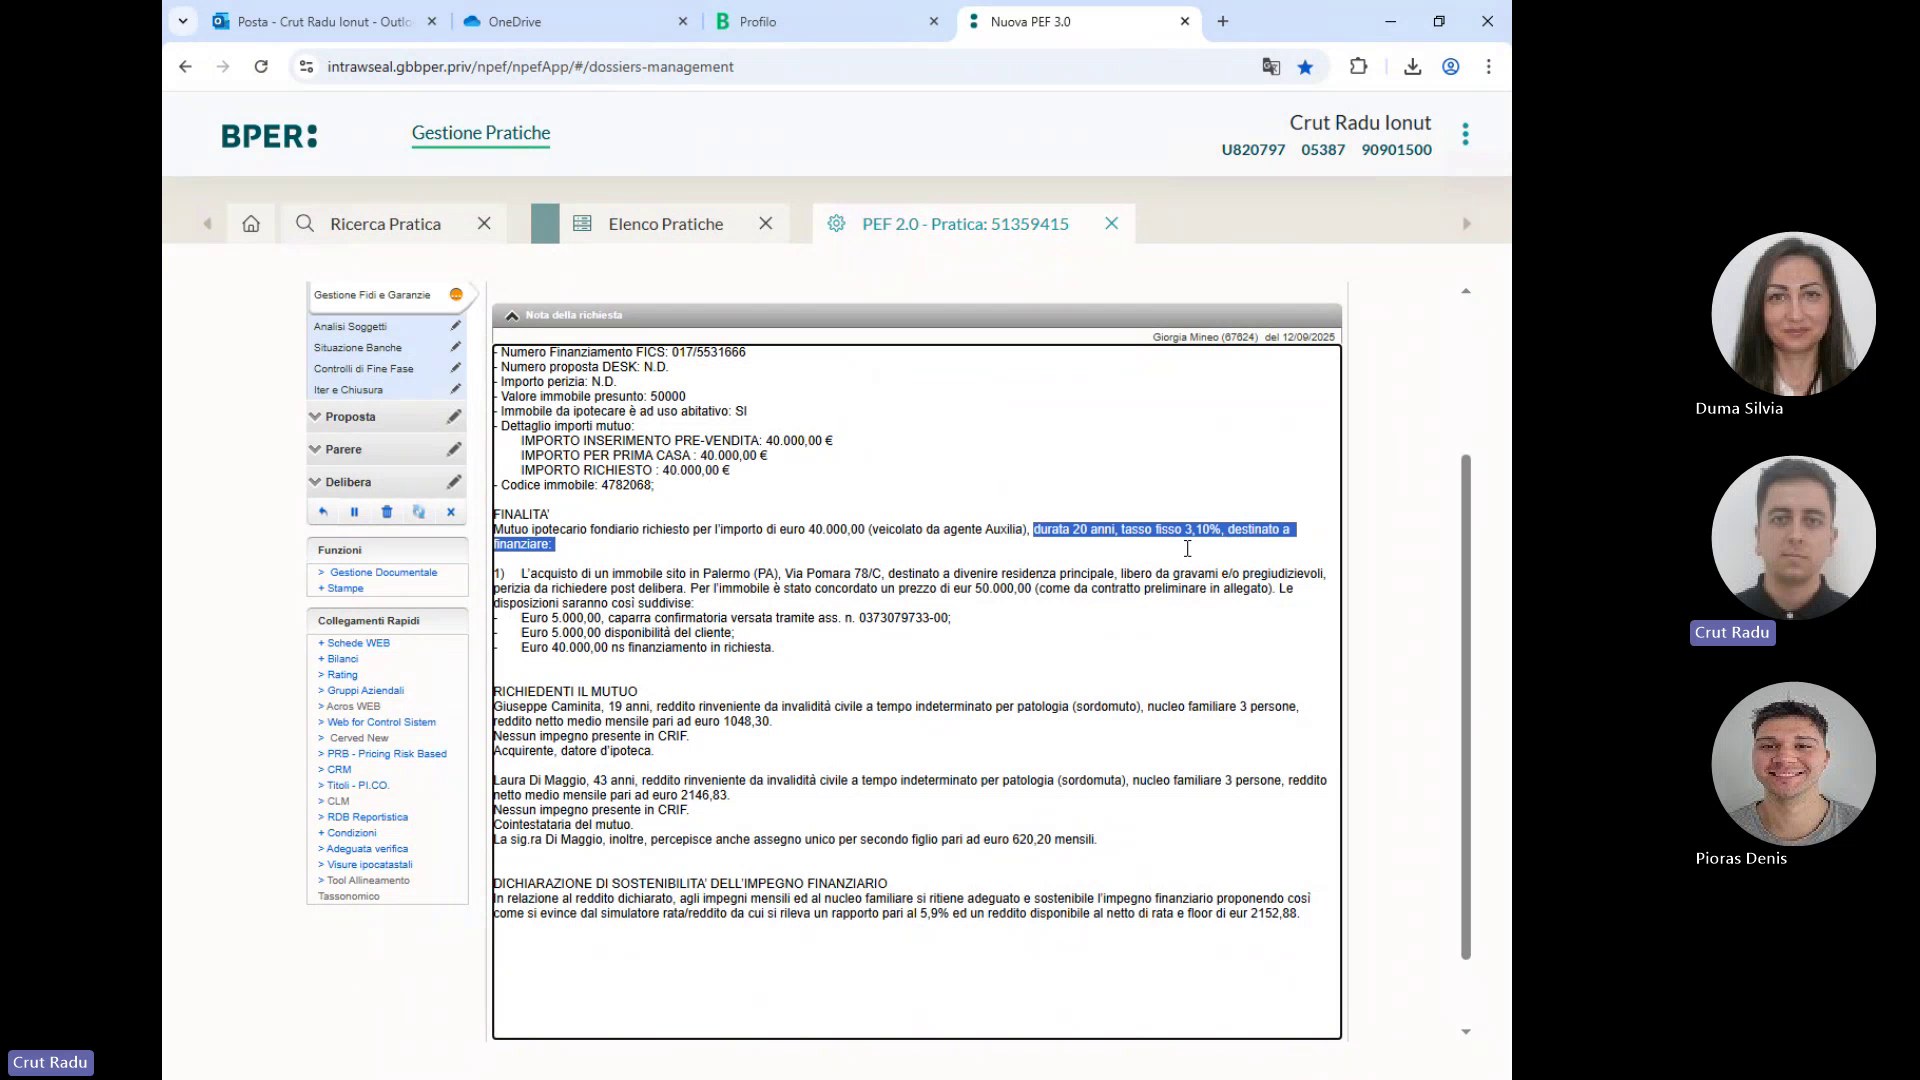 Posta - Crut Radu Ionut - Outlo
OneDrive
Profilo
Nuova PEF 3.0
intrawseal.gbbper.priv/npef/npefApp/#/dossiers-management
BPER:
Gestione Pratiche
Crut Radu Ionut
U820797 05387 90901500
Ricerca Pratica
Elenco Pratiche
PEF 2.0 - Pratica: 51359415
Gestione Fidi e Garanzie
Analisi Soggetti
Situazione Banche
Controlli di Fine Fase
Iter e Chiusura
Proposta
Parere
Delibera
Funzioni
> Gestione Documentale
+ Stampe
Collegamenti Rapidi
+ Schede WEB
+ Bilanci
> Rating
> Gruppi Aziendali
> Acros WEB
> Web for Control Sistem
> Cerved New
> PRB - Pricing Risk Based
> CRM
> Titoli - PI.CO.
> CLM
> RDB Reportistica
+ Condizioni
> Adeguata verifica
> Visure ipocatastali
> Tool Allineamento
Tassonomico
Nota della richiesta
Giorgia Mineo (67624) del 12/09/2025
- Numero Finanziamento FICS: 017/5531666
- Numero proposta DESK: N.D.
- Importo perizia: N.D.
- Valore immobile presunto: 50000
- Immobile da ipotecare è ad uso abitativo: SI
- Dettaglio importi mutuo:
IMPORTO INSERIMENTO PRE-VENDITA: 40.000,00 €
IMPORTO PER PRIMA CASA : 40.000,00 €
IMPORTO RICHIESTO : 40.000,00 €
- Codice immobile: 4782068;
FINALITA'
Mutuo ipotecario fondiario richiesto per l'importo di euro 40.000,00 (veicolato da agente Auxilia), durata 20 anni, tasso fisso 3,10%, destinato a
finanziare:
1) L'acquisto di un immobile sito in Palermo (PA), Via Pomara 78/C, destinato a divenire residenza principale, libero da gravami e/o pregiudizievoli,
perizia da richiedere post delibera. Per l'immobile è stato concordato un prezzo di eur 50.000,00 (come da contratto preliminare in allegato). Le
disposizioni saranno così suddivise:
- Euro 5.000,00, caparra confirmatoria versata tramite ass. n. 0373079733-00;
- Euro 5.000,00 disponibilità del cliente;
- Euro 40.000,00 ns finanziamento in richiesta.
RICHIEDENTI IL MUTUO
Giuseppe Caminita, 19 anni, reddito rinveniente da invalidità civile a tempo indeterminato per patologia (sordomuto), nucleo familiare 3 persone,
reddito netto medio mensile pari ad euro 1048,30.
Nessun impegno presente in CRIF.
Acquirente, datore d'ipoteca.
Laura Di Maggio, 43 anni, reddito rinveniente da invalidità civile a tempo indeterminato per patologia (sordomuta), nucleo familiare 3 persone, reddito
netto medio mensile pari ad euro 2146,83.
Nessun impegno presente in CRIF.
Cointestataria del mutuo.
La sig.ra Di Maggio, inoltre, percepisce anche assegno unico per secondo figlio pari ad euro 620,20 mensili.
DICHIARAZIONE DI SOSTENIBILITA' DELL'IMPEGNO FINANZIARIO
In relazione al reddito dichiarato, agli impegni mensili ed al nucleo familiare si ritiene adeguato e sostenibile l'impegno finanziario proponendo così
come si evince dal simulatore rata/reddito da cui si rileva un rapporto pari al 5,9% ed un reddito disponibile al netto di rata e floor di eur 2152,88.
Duma Silvia
Crut Radu
Pioras Denis
Crut Radu